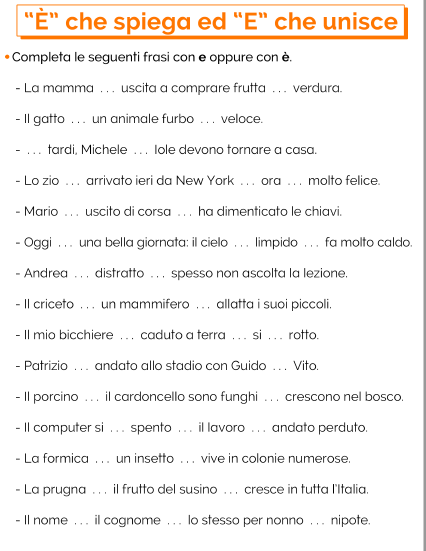 “È” che spiega ed “E” che unisce
• Completa le seguenti frasi con e oppure con è.
- La mamma ... uscita a comprare frutta ... verdura.
- Il gatto ... un animale furbo ... veloce.
- ... tardi, Michele ... Iole devono tornare a casa.
- Lo zio ... arrivato ieri da New York ... ora ... molto felice.
- Mario ... uscito di corsa ... ha dimenticato le chiavi.
- Oggi ... una bella giornata: il cielo ... limpido ... fa molto caldo.
- Andrea ... distratto ... spesso non ascolta la lezione.
- Il criceto ... un mammifero ... allatta i suoi piccoli.
- Il mio bicchiere ... caduto a terra ... si ... rotto.
- Patrizio ... andato allo stadio con Guido ... Vito.
- Il porcino ... il cardoncello sono funghi ... crescono nel bosco.
- Il computer si ... spento ... il lavoro ... andato perduto.
- La formica ... un insetto ... vive in colonie numerose.
- La prugna ... il frutto del susino ... cresce in tutta l'Italia.
- Il nome ... il cognome ... lo stesso per nonno ... nipote.